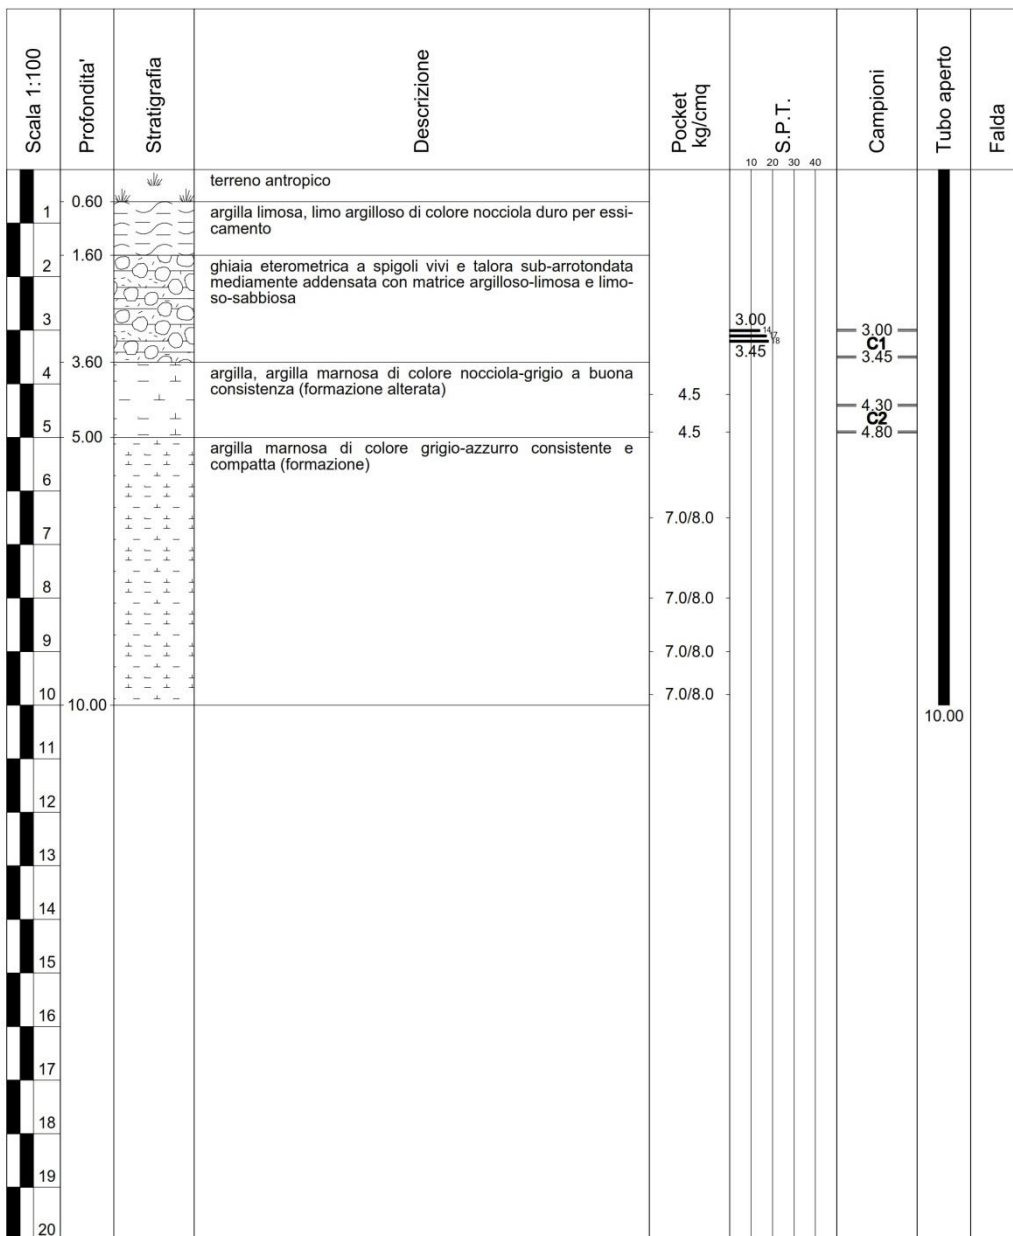 Scala 1:100
Profondita'
Stratigrafia
Descrizione
Pocket
kg/cmq
S.P.T.
Campioni
Tubo aperto
Falda
10 20 30 40
terreno antropico
0.60
argilla limosa, limo argilloso di colore nocciola duro per essi-
camento
1
1.60
ghiaia eterometrica a spigoli vivi e talora sub-arrotondata
mediamente addensata con matrice argilloso-limosa e limo-
so-sabbiosa
2
3
3.00
14
17
18
3.45
3.00
C1
3.45
3.60
argilla, argilla marnosa di colore nocciola-grigio a buona
consistenza (formazione alterata)
4
4.5
4.30
C2
4.80
4.5
5
5.00
argilla marnosa di colore grigio-azzurro consistente e
compatta (formazione)
6
7.0/8.0
7
8
7.0/8.0
9
7.0/8.0
10
7.0/8.0
10.00
10.00
11
12
13
14
15
16
17
18
19
20